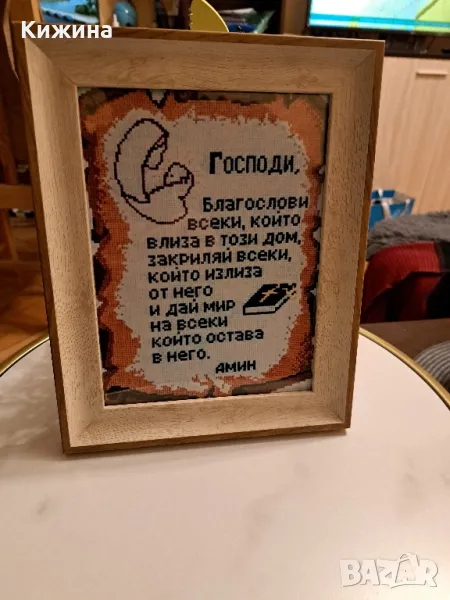 Кижина
Господи,
Благослови
всеки, който
влиза в този дом,
закриляй всеки,
който излиза
от него
и дай мир
на всеки
който остава
в него.
амин
BAZAR